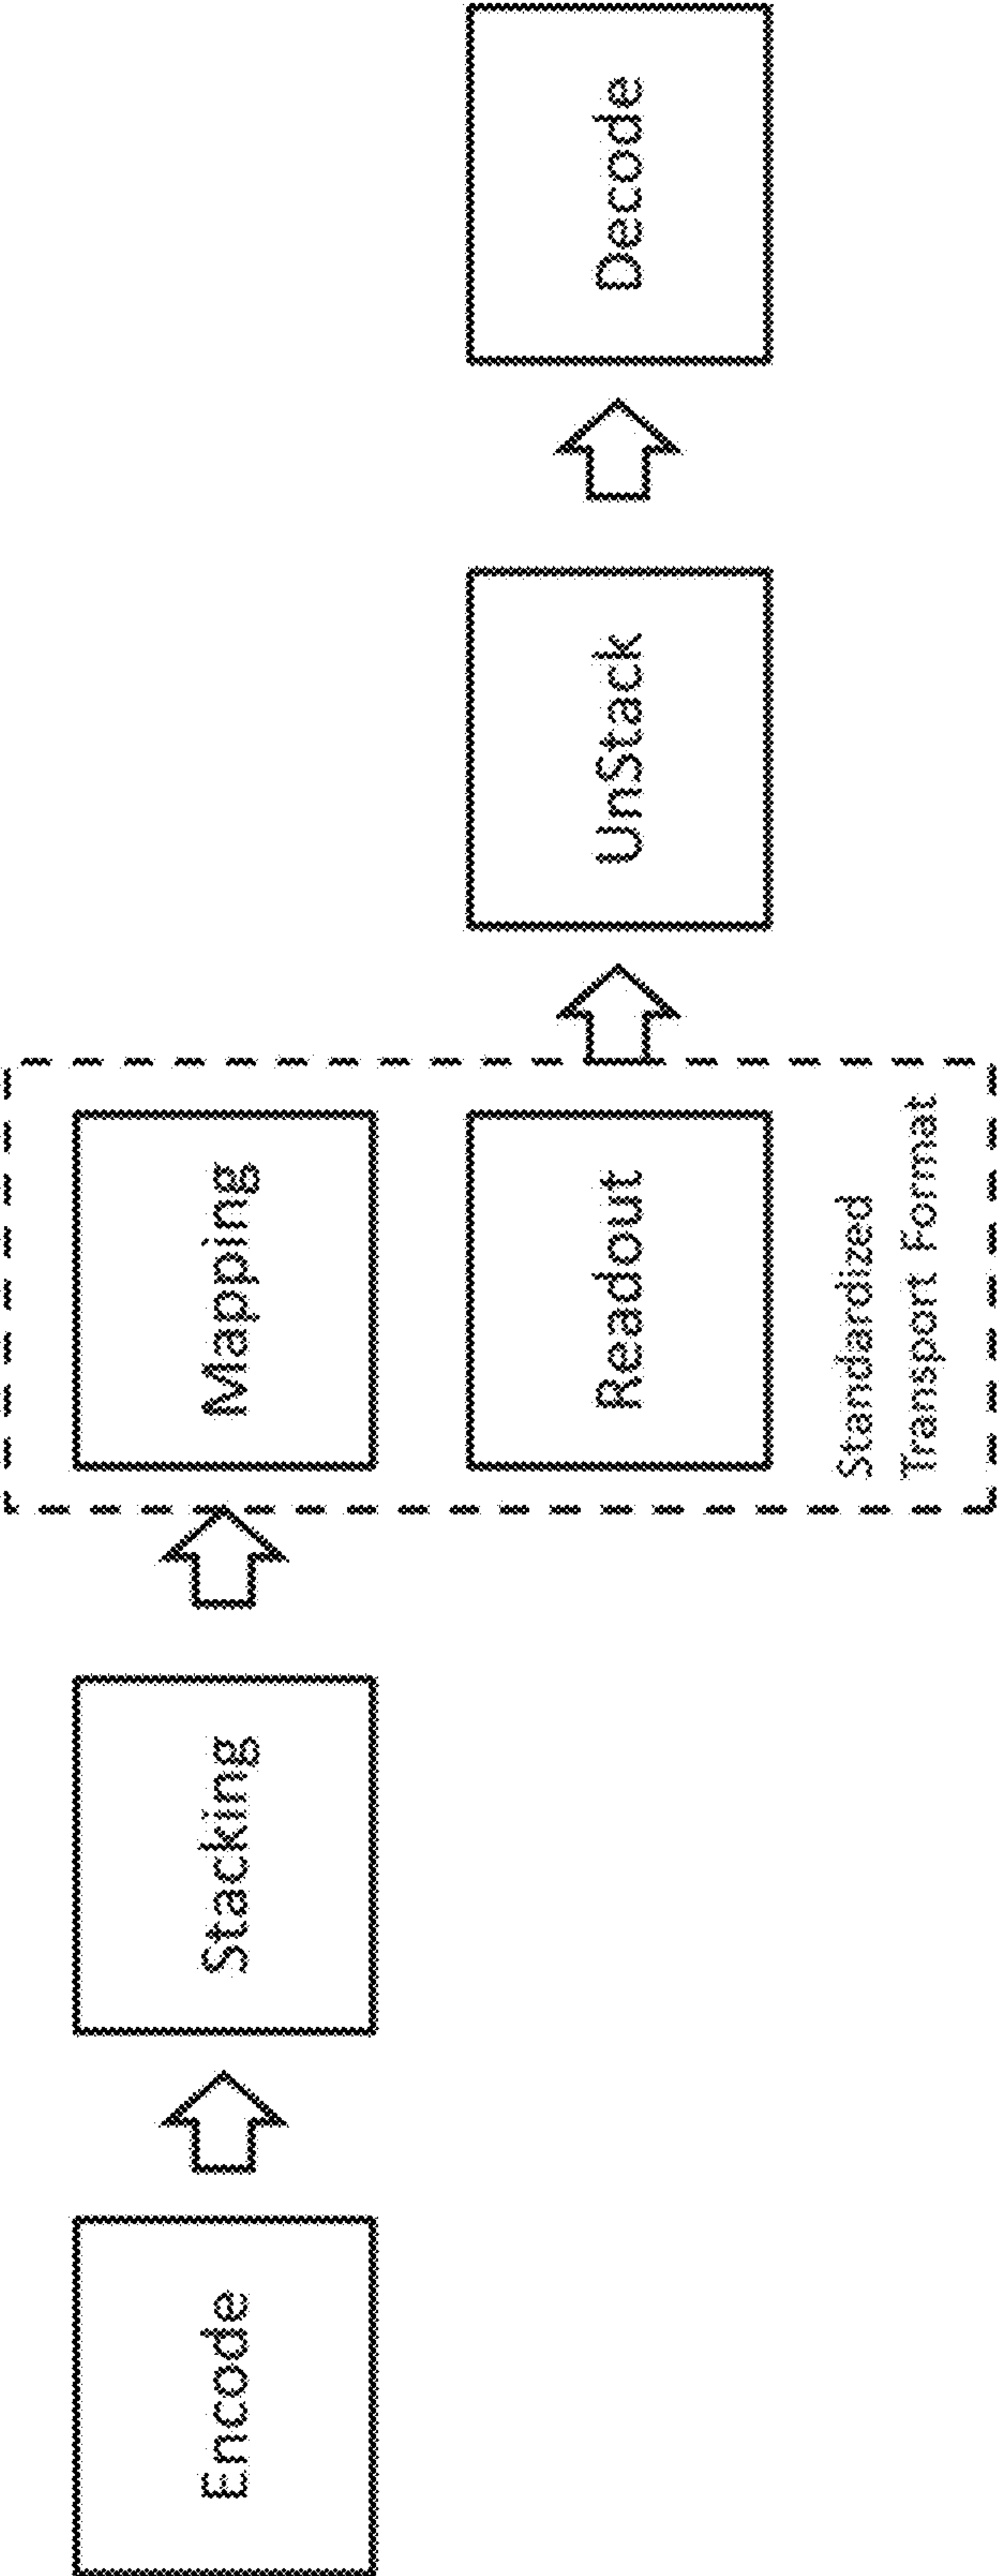 Encode
Stacking
Mapping
Readout
Standardized
Transport Format
UnStack
Decode